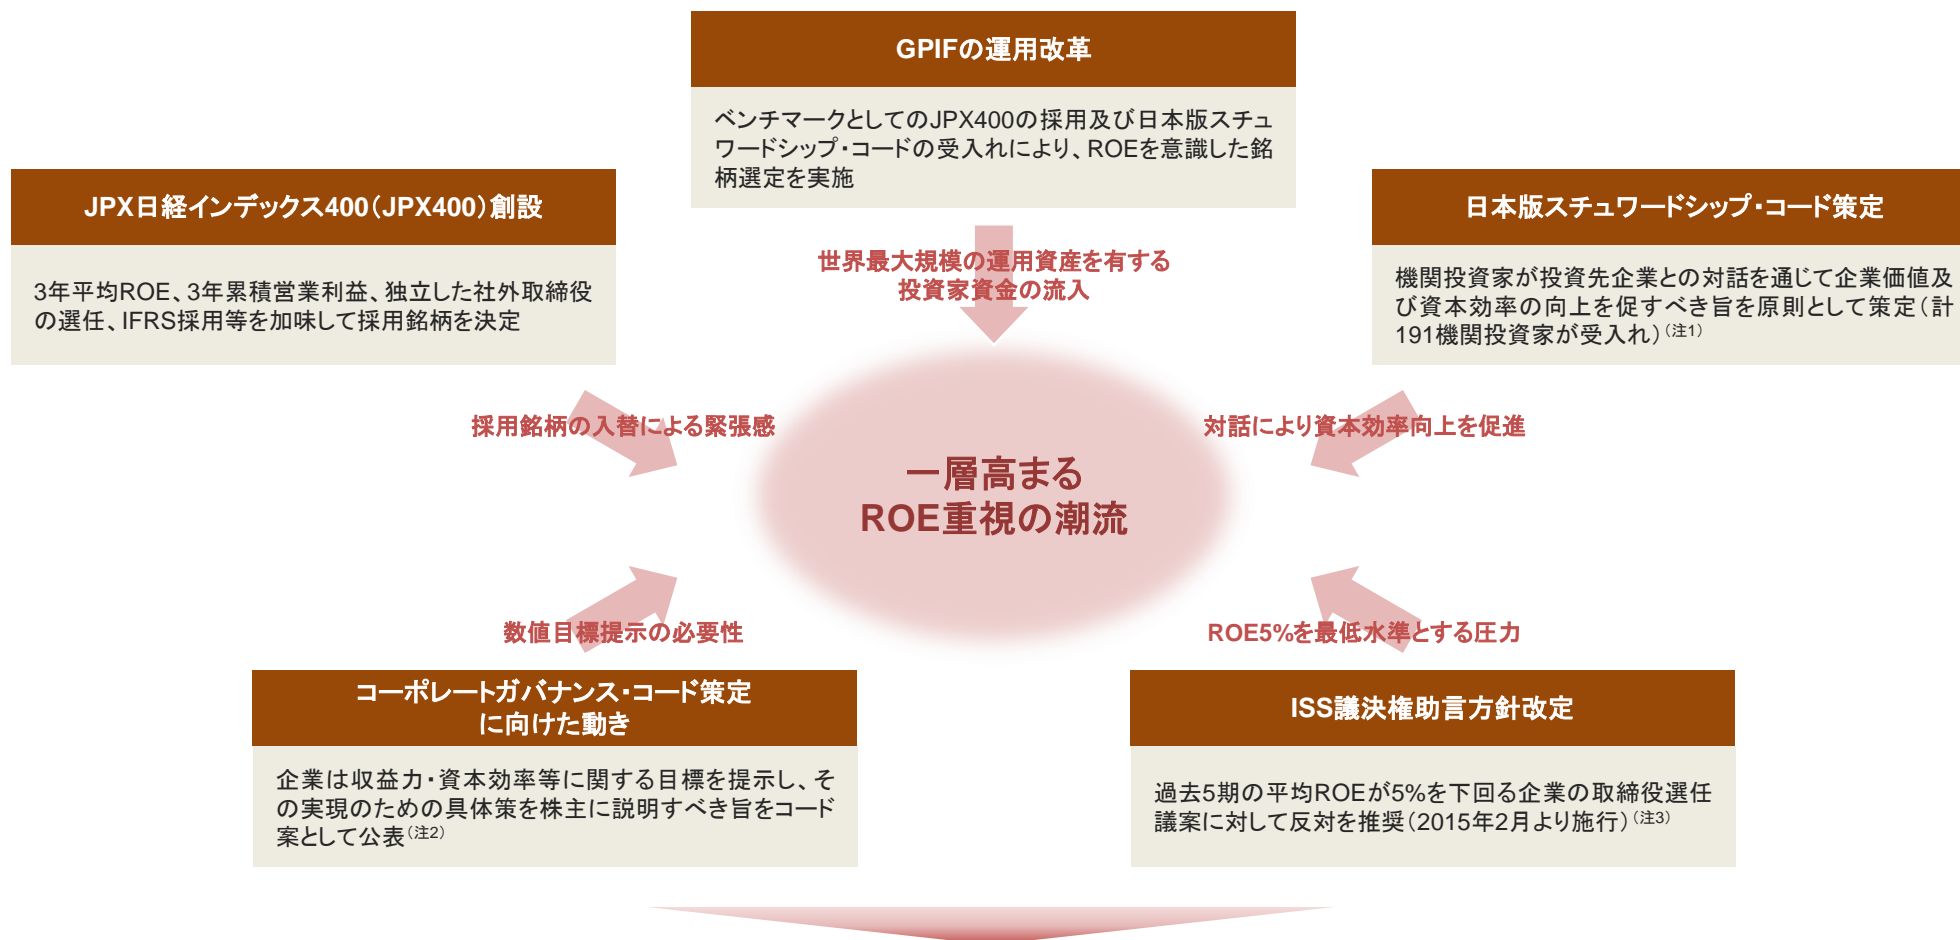 GPIFの運用改革
ベンチマークとしてのJPX400の採用及び日本版スチュ
ワードシップ・コードの受入れにより、ROEを意識した銘
柄選定を実施
JPX日経インデックス400（JPX400）創設
3年平均ROE、3年累積営業利益、独立した社外取締役
の選任、IFRS採用等を加味して採用銘柄を決定
日本版スチュワードシップ・コード策定
機関投資家が投資先企業との対話を通じて企業価値及
び資本効率の向上を促すべき旨を原則として策定（計
191機関投資家が受入れ）（注1）
世界最大規模の運用資産を有する
投資家資金の流入
採用銘柄の入替による緊張感
対話により資本効率向上を促進
一層高まる
ROE重視の潮流
数値目標提示の必要性
ROE5%を最低水準とする圧力
コーポレートガバナンス・コード策定
に向けた動き
企業は収益力・資本効率等に関する目標を提示し、そ
の実現のための具体策を株主に説明すべき旨をコード
案として公表（注2）
ISS議決権助言方針改定
過去5期の平均ROEが5%を下回る企業の取締役選任
議案に対して反対を推奨（2015年2月より施行）（注3）